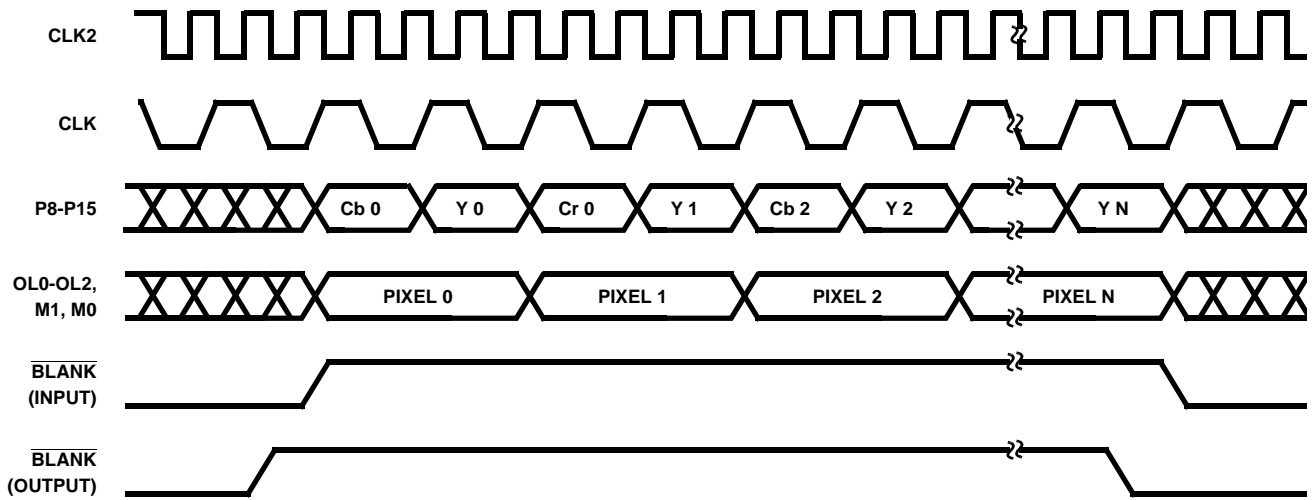 CLK2
CLK
P8-P15
Cb 0 Y 0 Cr 0 Y 1 Cb 2 Y 2 Y N
OL0-OL2,
M1, M0
PIXEL 0 PIXEL 1 PIXEL 2 PIXEL N
BLANK
(INPUT)
BLANK
(OUTPUT)